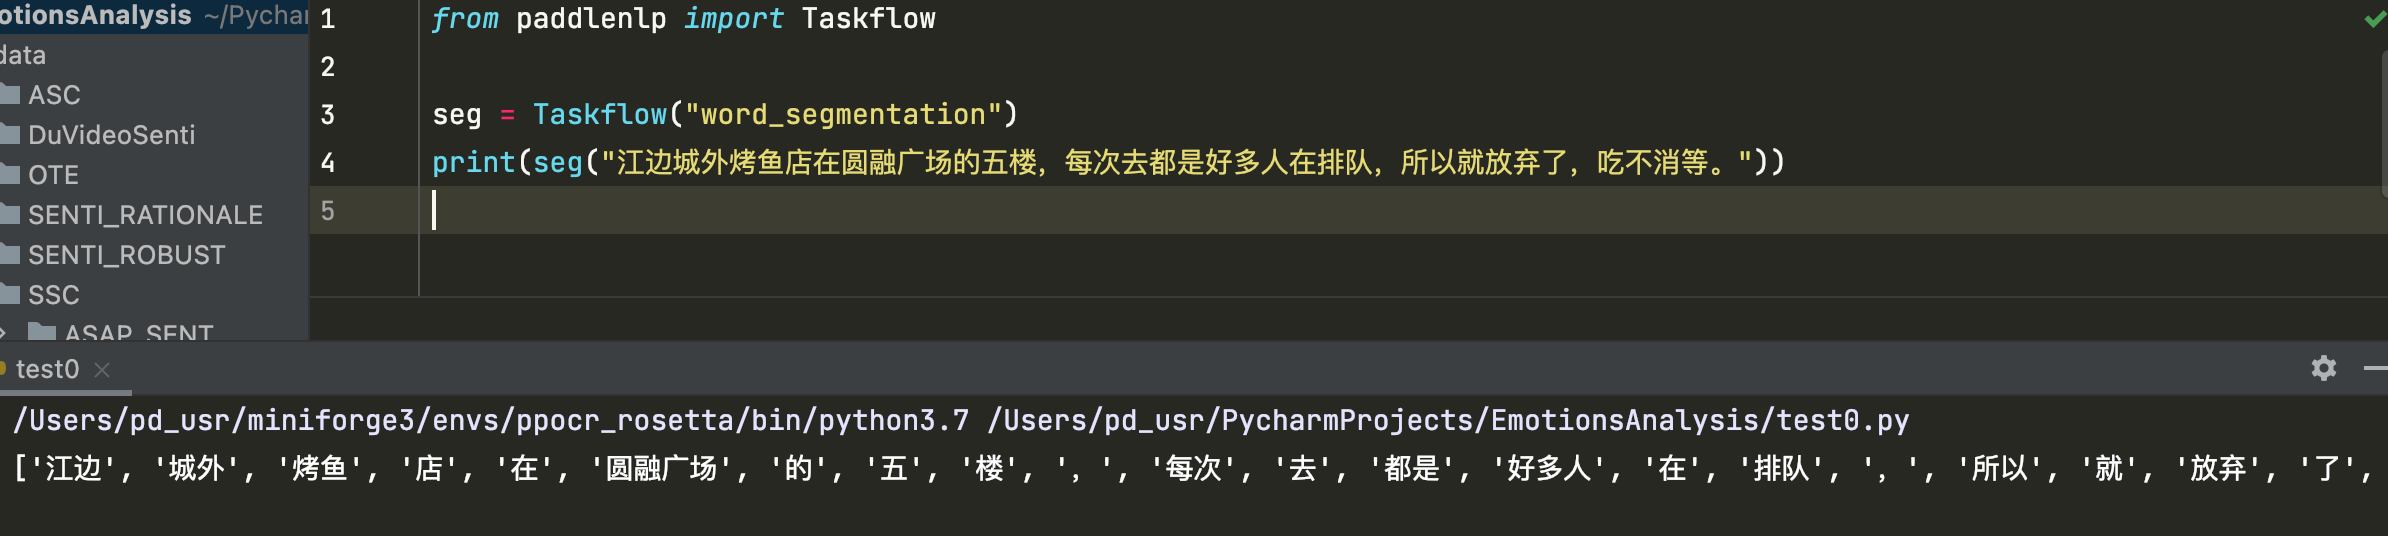 otionsAnalysis ~/Pychar
data
ASC
DuVideoSenti
OTE
SENTI_RATIONALE
SENTI_ROBUST
SSC
ASAP_SENT
1 from paddlenlp import Taskflow
2
3 seg = Taskflow("word_segmentation")
4 print(seg("江边城外烤鱼店在圆融广场的五楼，每次去都是好多人在排队，所以就放弃了，吃不消等。"))
5
test0
/Users/pd_usr/miniforge3/envs/ppocr_rosetta/bin/python3.7 /Users/pd_usr/PycharmProjects/EmotionsAnalysis/test0.py
['江边', '城外', '烤鱼', '店', '在', '圆融广场', '的', '五', '楼', '，', '每次', '去', '都是', '好多人', '在', '排队', '，', '所以', '就', '放弃', '了',